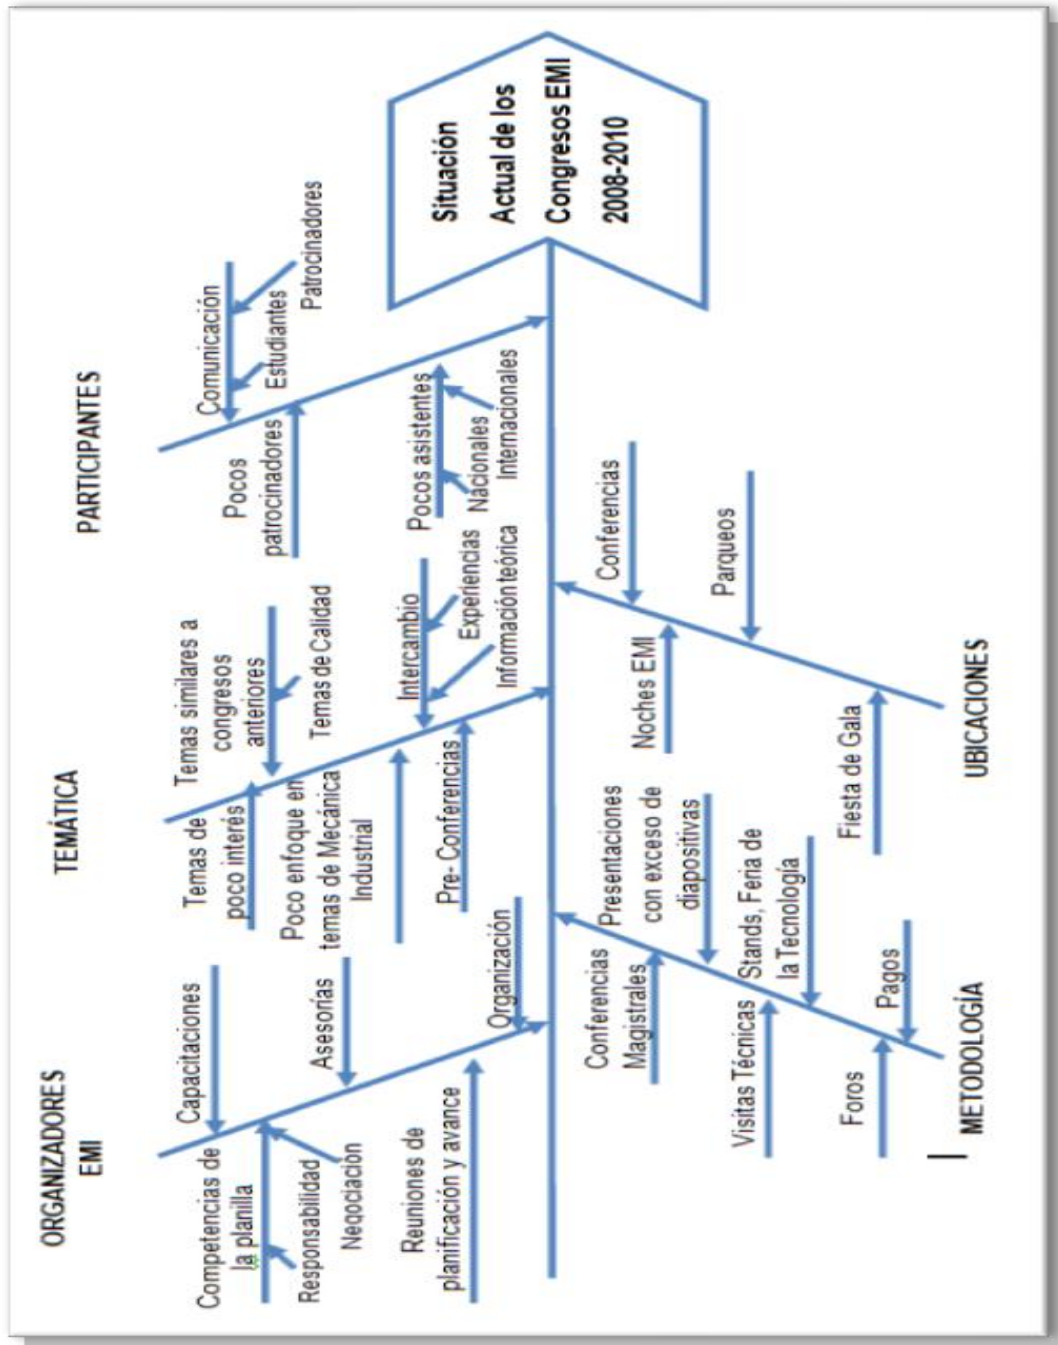 ORGANIZADORES
EMI
TEMÁTICA
PARTICIPANTES
Capacitaciones
Competencias de
la planilla
Responsabilidad
Negociación
Asesorías
Reuniones de
planificación y avance
Organización
Temas similares a
congresos
anteriores
Temas de Calidad
Temas de
poco interés
Poco enfoque en
temas de Mecánica
Industrial
Intercambio
Experiencias
Información teórica
Pre- Conferencias
Comunicación
Estudiantes
Patrocinadores
Pocos
patrocinadores
Pocos asistentes
Nacionales
Internacionales
Situación
Actual de los
Congresos EMI
2008-2010
Conferencias
Magistrales
Presentaciones
con exceso de
diapositivas
Visitas Técnicas
Stands, Feria de
la Tecnología
Foros
Pagos
Conferencias
Noches EMI
Parqueos
Fiesta de Gala
METODOLOGÍA
UBICACIONES